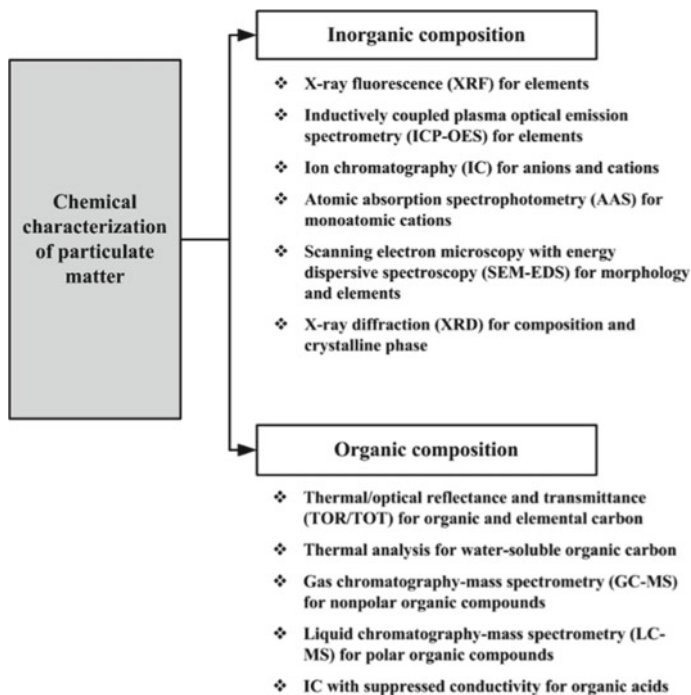 Chemical
characterization
of particulate
matter
Inorganic composition
❖ X-ray fluorescence (XRF) for elements
❖ Inductively coupled plasma optical emission
spectrometry (ICP-OES) for elements
❖ Ion chromatography (IC) for anions and cations
❖ Atomic absorption spectrophotometry (AAS) for
monoatomic cations
❖ Scanning electron microscopy with energy
dispersive spectroscopy (SEM-EDS) for morphology
and elements
❖ X-ray diffraction (XRD) for composition and
crystalline phase
Organic composition
❖ Thermal/optical reflectance and transmittance
(TOR/TOT) for organic and elemental carbon
❖ Thermal analysis for water-soluble organic carbon
❖ Gas chromatography-mass spectrometry (GC-MS)
for nonpolar organic compounds
❖ Liquid chromatography-mass spectrometry (LC-
MS) for polar organic compounds
❖ IC with suppressed conductivity for organic acids